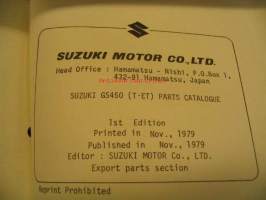 SUZUKI MOTOR CO.,LTD.
Head Office : Hamamatsu - Nishi, P.O.Box 1,
432-91 Hamamatsu, Japan
SUZUKI GS450 (T·ET) PARTS CATALOGUE
1st Edition
Printed in Nov., 1979
Published in Nov., 1979
Editor : SUZUKI MOTOR Co., LTD.
Export parts section
Reprint Prohibited